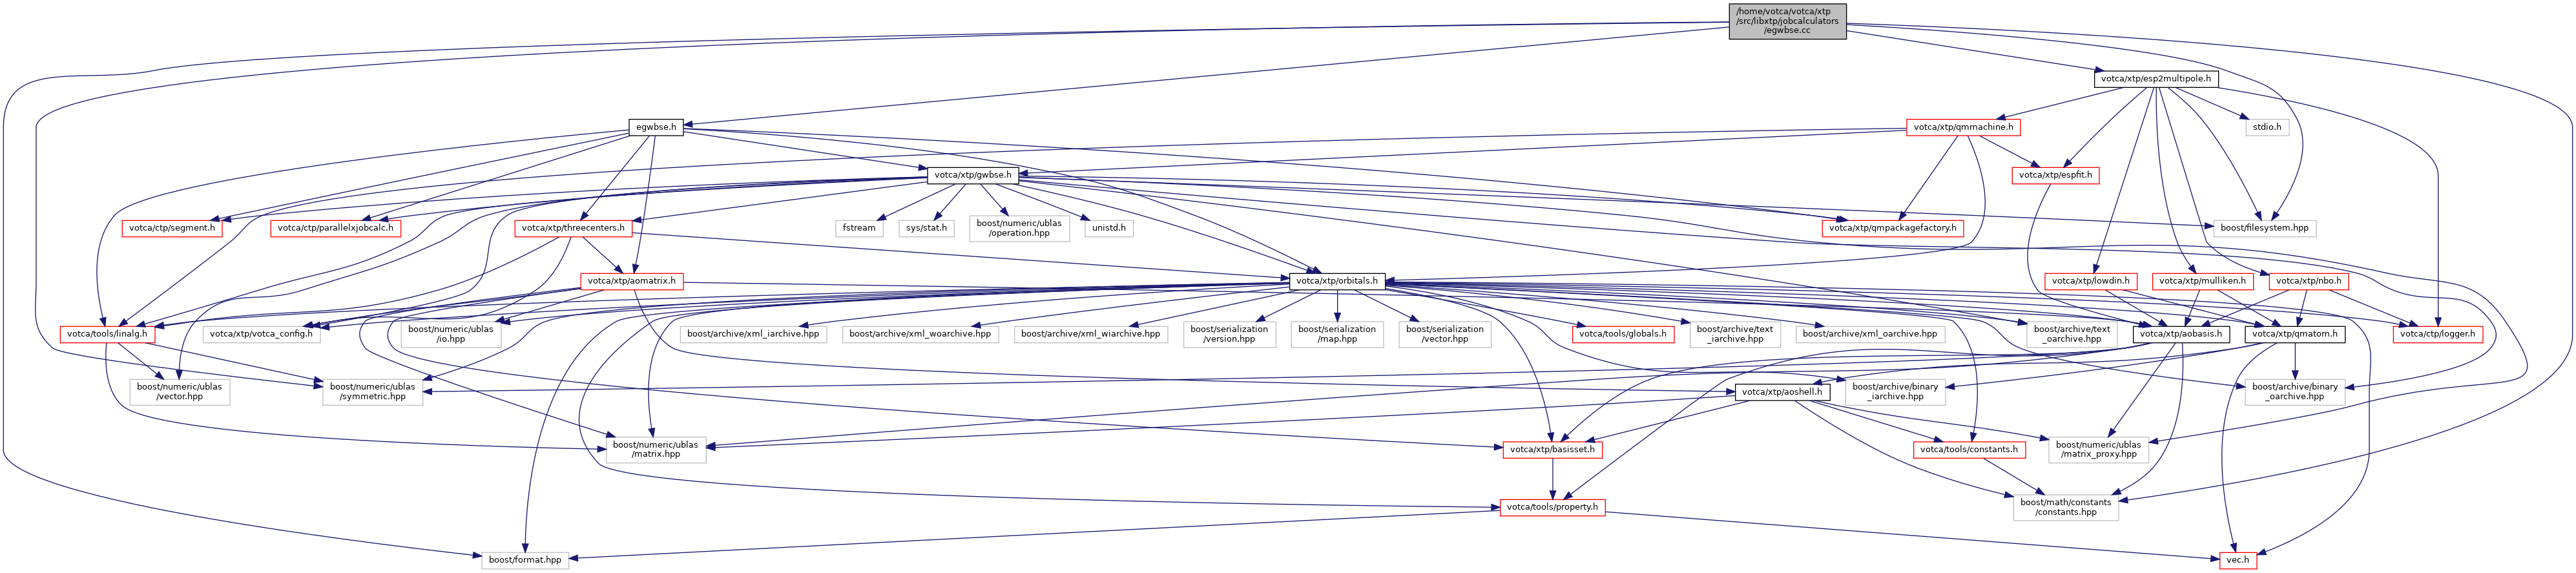 /home/votca/votca/xtp
/src/libxtp/jobcalculators
/egwbse.cc
votca/xtp/esp2multipole.h
egwbse.h
votca/xtp/qmmachine.h
stdio.h
votca/xtp/gwbse.h
votca/xtp/espfit.h
votca/ctp/segment.h
votca/ctp/parallelxjobcalc.h
votca/xtp/threecenters.h
fstream
sys/stat.h
boost/numeric/ublas
/operation.hpp
unistd.h
votca/xtp/qmpackagefactory.h
boost/filesystem.hpp
votca/xtp/aomatrix.h
votca/xtp/orbitals.h
votca/xtp/lowdin.h
votca/xtp/mulliken.h
votca/xtp/nbo.h
votca/tools/linalg.h
votca/xtp/votca_config.h
boost/numeric/ublas
/io.hpp
boost/archive/xml_iarchive.hpp
boost/archive/xml_woarchive.hpp
boost/archive/xml_wiarchive.hpp
boost/serialization
/version.hpp
boost/serialization
/map.hpp
boost/serialization
/vector.hpp
votca/tools/globals.h
boost/archive/text
_iarchive.hpp
boost/archive/xml_oarchive.hpp
boost/archive/text
_oarchive.hpp
votca/xtp/aobasis.h
votca/xtp/qmatom.h
votca/ctp/logger.h
boost/numeric/ublas
/vector.hpp
boost/numeric/ublas
/symmetric.hpp
votca/xtp/aoshell.h
boost/archive/binary
_iarchive.hpp
boost/archive/binary
_oarchive.hpp
boost/numeric/ublas
/matrix.hpp
votca/xtp/basisset.h
votca/tools/constants.h
boost/numeric/ublas
/matrix_proxy.hpp
votca/tools/property.h
boost/math/constants
/constants.hpp
boost/format.hpp
vec.h